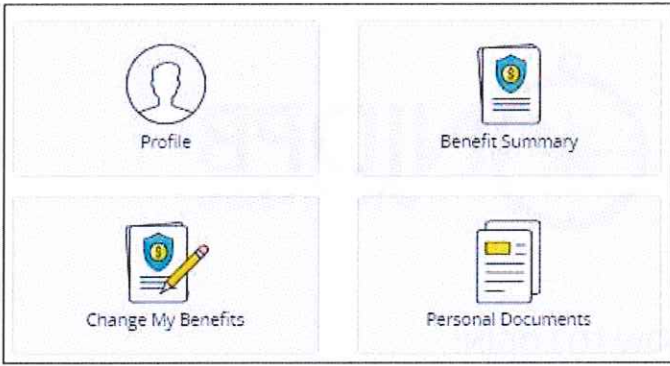 Profile
Benefit Summary
Change My Benefits
Personal Documents